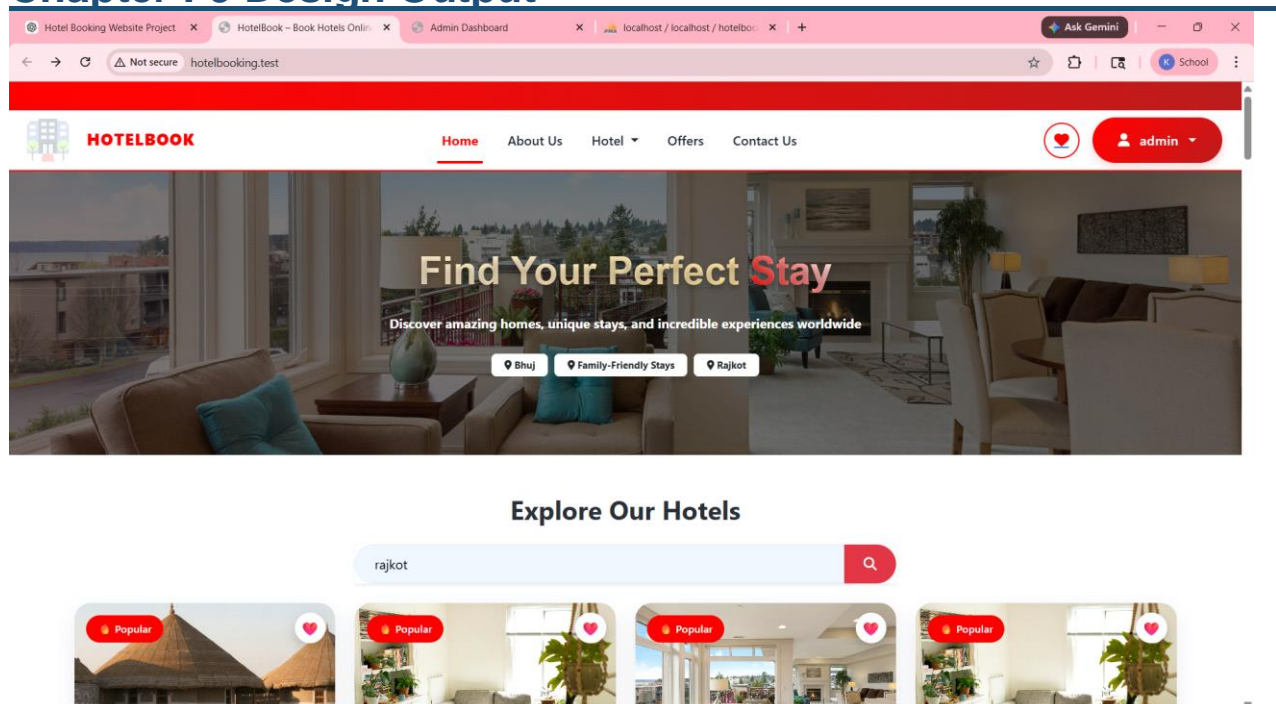 Hotel Booking Website Project
HotelBook – Book Hotels Onlin
Admin Dashboard
localhost / localhost / hotelboo
Ask Gemini
Not secure
hotelbooking.test
K
School
HOTELBOOK
Home
About Us
Hotel
Offers
Contact Us
admin
Find Your Perfect Stay
Discover amazing homes, unique stays, and incredible experiences worldwide
Bhuj
Family-Friendly Stays
Rajkot
Explore Our Hotels
rajkot
Popular
Popular
Popular
Popular